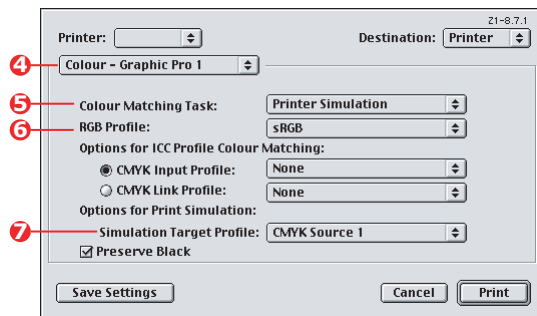 Z1-8.7.1
Printer: Destination: Printer
4 Colour - Graphic Pro 1
5 Colour Matching Task: Printer Simulation
6 RGB Profile: sRGB
Options for ICC Profile Colour Matching:
CMYK Input Profile: None
CMYK Link Profile: None
Options for Print Simulation:
7 Simulation Target Profile: CMYK Source 1
Preserve Black
Save Settings Cancel Print